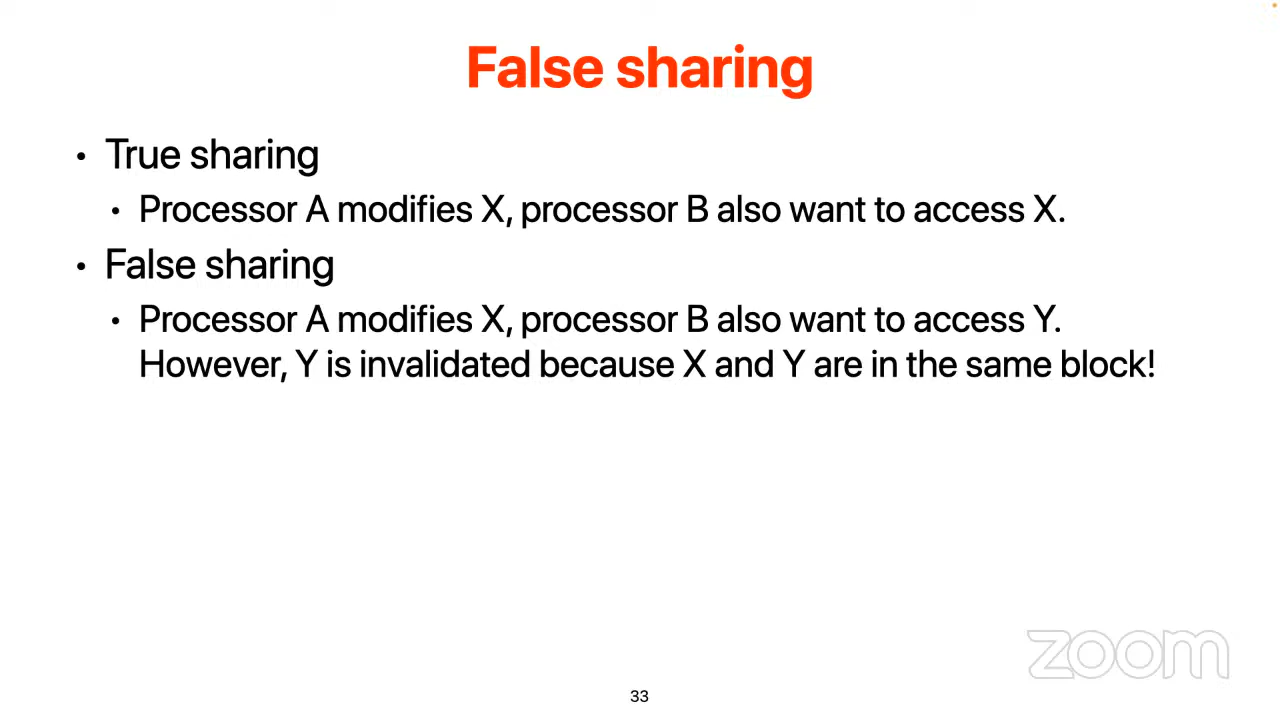 False sharing
• True sharing
• Processor A modifies X, processor B also want to access X.
• False sharing
• Processor A modifies X, processor B also want to access Y.
However, Y is invalidated because X and Y are in the same block!
zoom
33